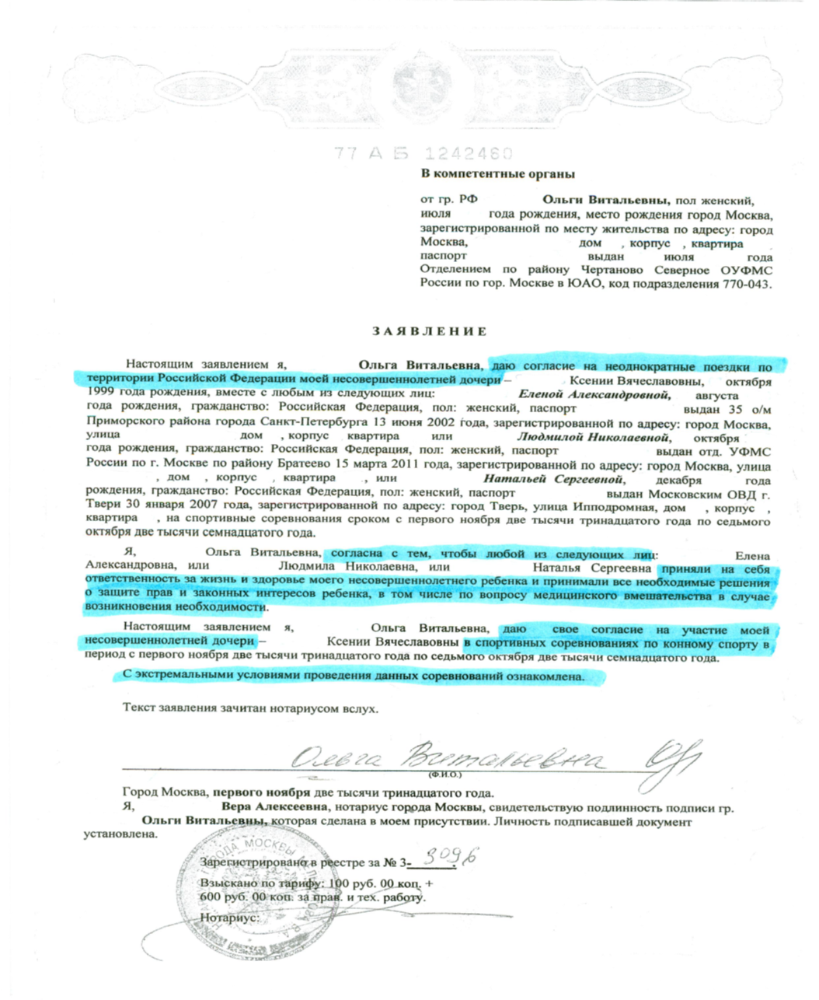 77 АБ 1242460
В компетентные органы
от гр. РФ Ольги Витальевны, пол женский,
июля года рождения, место рождения город Москва,
зарегистрированной по месту жительства по адресу: город
Москва, дом , корпус , квартира
паспорт выдан июля года
Отделением по району Чертаново Северное ОУФМС
России по гор. Москве в ЮАО, код подразделения 770-043.
ЗАЯВЛЕНИЕ
Настоящим заявлением я, Ольга Витальевна, даю согласие на неоднократные поездки по
территории Российской Федерации моей несовершеннолетней дочери – Ксении Вячеславовны, октября
1999 года рождения, вместе с любым из следующих лиц: Еленой Александровной, августа
года рождения, гражданство: Российская Федерация, пол: женский, паспорт выдан 35 о/м
Приморского района города Санкт-Петербурга 13 июня 2002 года, зарегистрированной по адресу: город Москва,
улица дом , корпус квартира или Людмилой Николаевной, октября
года рождения, гражданство: Российская Федерация, пол: женский, паспорт выдан отд. УФМС
России по г. Москве по району Братеево 15 марта 2011 года, зарегистрированной по адресу: город Москва, улица
, дом , корпус , квартира , или Натальей Сергеевной, декабря года
рождения, гражданство: Российская Федерация, пол: женский, паспорт выдан Московским ОВД г.
Твери 30 января 2007 года, зарегистрированной по адресу: город Тверь, улица Ипподромная, дом , корпус ,
квартира , на спортивные соревнования сроком с первого ноября две тысячи тринадцатого года по седьмого
октября две тысячи семнадцатого года.
Я, Ольга Витальевна, согласна с тем, чтобы любой из следующих лиц: Елена
Александровна, или Людмила Николаевна, или Наталья Сергеевна приняли на себя
ответственность за жизнь и здоровье моего несовершеннолетнего ребенка и принимали все необходимые решения
о защите прав и законных интересов ребенка, в том числе по вопросу медицинского вмешательства в случае
возникновения необходимости.
Настоящим заявлением я, Ольга Витальевна, даю свое согласие на участие моей
несовершеннолетней дочери – Ксении Вячеславовны в спортивных соревнованиях по конному спорту в
период с первого ноября две тысячи тринадцатого года по седьмого октября две тысячи семнадцатого года.
С экстремальными условиями проведения данных соревнований ознакомлена.
Текст заявления зачитан нотариусом вслух.
Ольга Витальевна
(Ф.И.О.)
Город Москва, первого ноября две тысячи тринадцатого года.
Я, Вера Алексеевна, нотариус города Москвы, свидетельствую подлинность подписи гр.
Ольги Витальевны, которая сделана в моем присутствии. Личность подписавшей документ
установлена.
Зарегистрировано в реестре за № 3-3096
Взыскано по тарифу: 100 руб. 00 коп. +
600 руб. 00 коп. за прав. и тех. работу.
Нотариус:
ГОРОДА МОСКВЫ